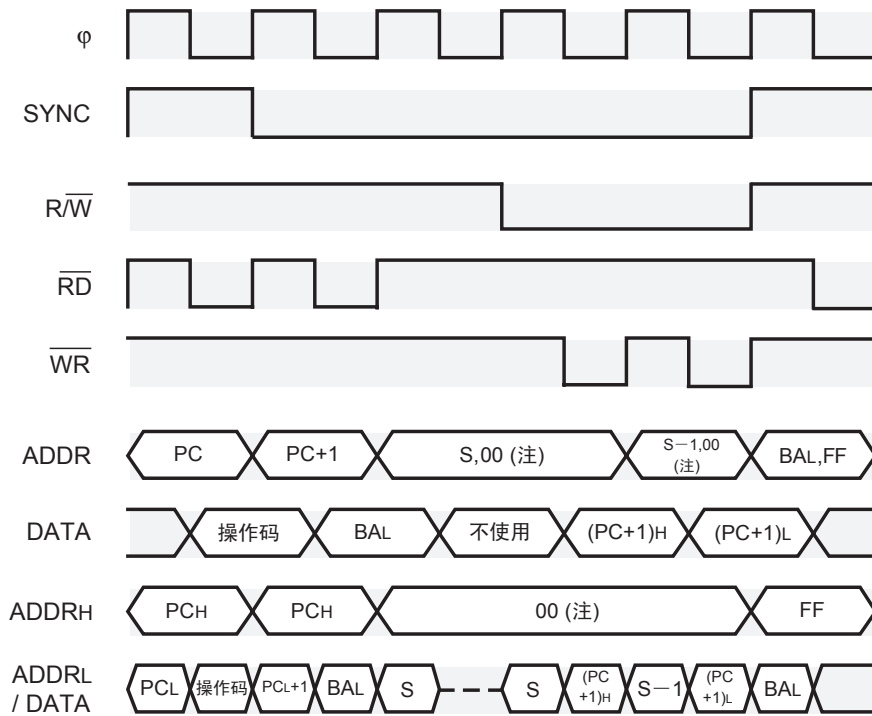 φ
SYNC
R/W
RD
WR
ADDR PC PC+1 S,00 (注) S－1,00 (注) BAL,FF
DATA 操作码 BAL 不使用 (PC+1)H (PC+1)L
ADDRH PCH PCH 00 (注) FF
ADDRL / DATA PCL 操作码 PCL+1 BAL S S (PC +1)H S－1 (PC +1)L BAL